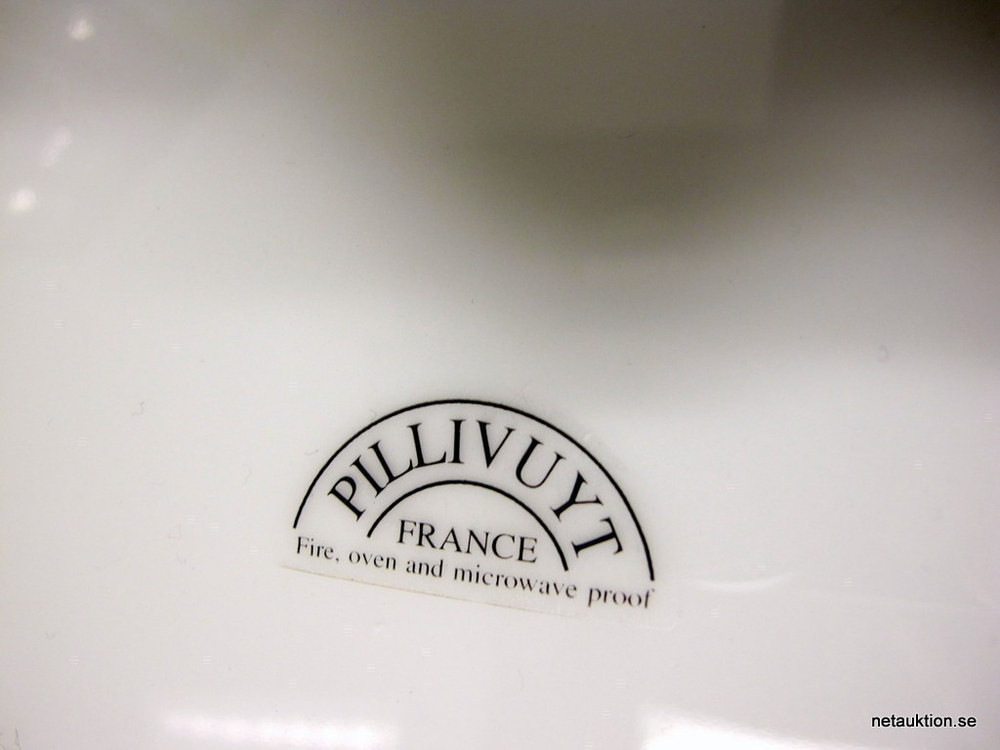 PILLIVUYT
FRANCE
Fire, oven and microwave proof
netauktion.se